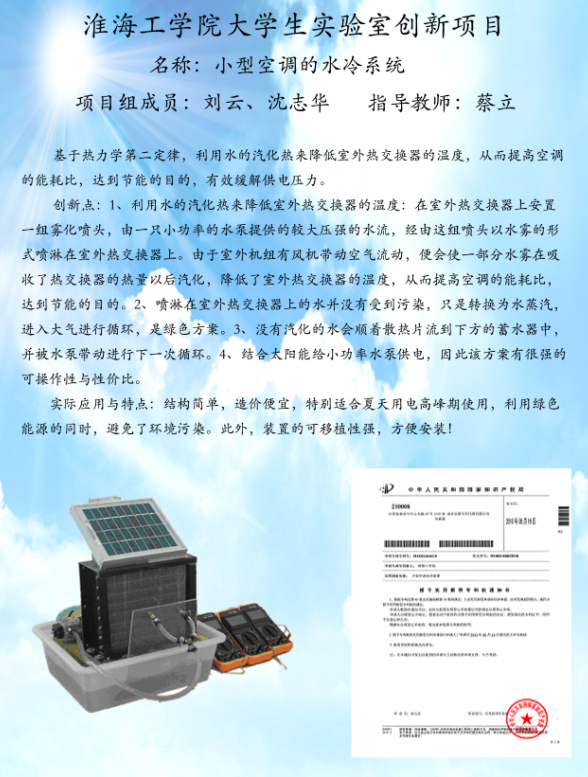 淮海工学院大学生实验室创新项目
名称：小型空调的水冷系统
项目组成员：刘云、沈志华 指导教师：蔡立
基于热力学第二定律，利用水的汽化热来降低室外热交换器的温度，从而提高空调
的能耗比，达到节能的目的，有效缓解供电压力。
创新点：1、利用水的汽化热来降低室外热交换器的温度：在室外热交换器上安置
一组雾化喷头，由一只小功率的水泵提供的较大压强的水流，经由这组喷头以水雾的形
式喷淋在室外热交换器上。由于室外机组有风机带动空气流动，便会使一部分水雾在吸
收了热交换器的热量以后汽化，降低了室外热交换器的温度，从而提高空调的能耗比，
达到节能的目的。2、喷淋在室外热交换器上的水并没有受到污染，只是转换为水蒸汽，
进入大气进行循环，是绿色方案。3、没有汽化的水会顺着散热片流到下方的蓄水器中，
并被水泵带动进行下一次循环。4、结合太阳能给小功率水泵供电，因此该方案有很强的
可操作性与性价比。
实际应用与特点：结构简单，造价便宜，特别适合夏天用电高峰期使用，利用绿色
能源的同时，避免了环境污染。此外，装置的可移植性强，方便安装！
中华人民共和国国家知识产权局
210008
授予实用新型专利权通知书